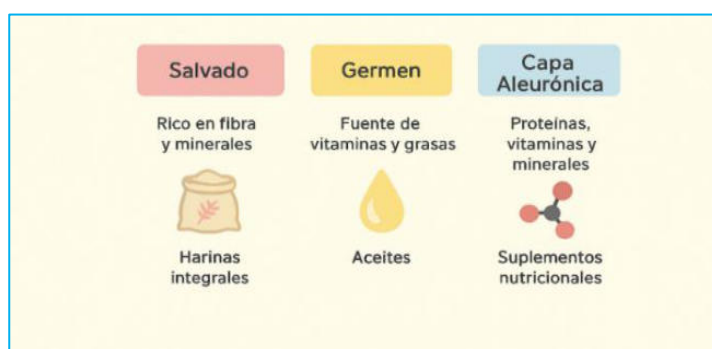 Salvado
Rico en fibra
y minerales
Harinas
integrales
Germen
Fuente de
vitaminas y grasas
Aceites
Capa
Aleurónica
Proteínas,
vitaminas y
minerales
Suplementos
nutricionales